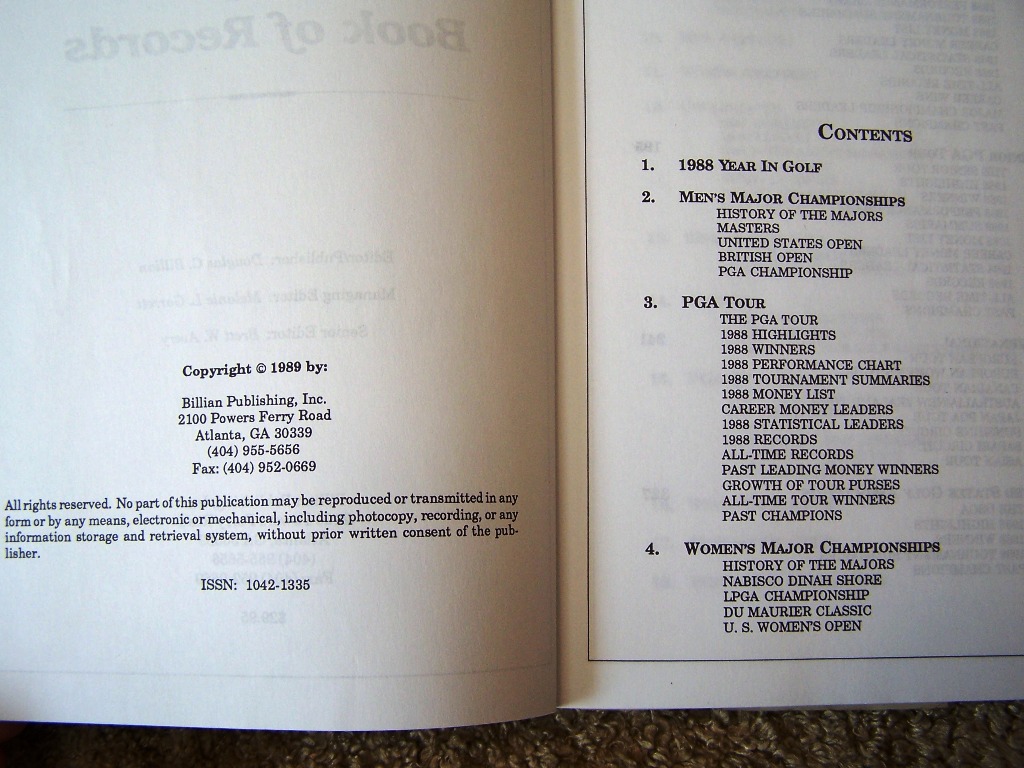 Copyright © 1989 by:
Billian Publishing, Inc.
2100 Powers Ferry Road
Atlanta, GA 30339
(404) 955-5656
Fax: (404) 952-0669
All rights reserved. No part of this publication may be reproduced or transmitted in any
form or by any means, electronic or mechanical, including photocopy, recording, or any
information storage and retrieval system, without prior written consent of the pub-
lisher.
ISSN: 1042-1335
CONTENTS
1. 1988 YEAR IN GOLF
2. MEN'S MAJOR CHAMPIONSHIPS
HISTORY OF THE MAJORS
MASTERS
UNITED STATES OPEN
BRITISH OPEN
PGA CHAMPIONSHIP
3. PGA TOUR
THE PGA TOUR
1988 HIGHLIGHTS
1988 WINNERS
1988 PERFORMANCE CHART
1988 TOURNAMENT SUMMARIES
1988 MONEY LIST
CAREER MONEY LEADERS
1988 STATISTICAL LEADERS
1988 RECORDS
ALL-TIME RECORDS
PAST LEADING MONEY WINNERS
GROWTH OF TOUR PURSES
ALL-TIME TOUR WINNERS
PAST CHAMPIONS
4. WOMEN'S MAJOR CHAMPIONSHIPS
HISTORY OF THE MAJORS
NABISCO DINAH SHORE
LPGA CHAMPIONSHIP
DU MAURIER CLASSIC
U. S. WOMEN'S OPEN